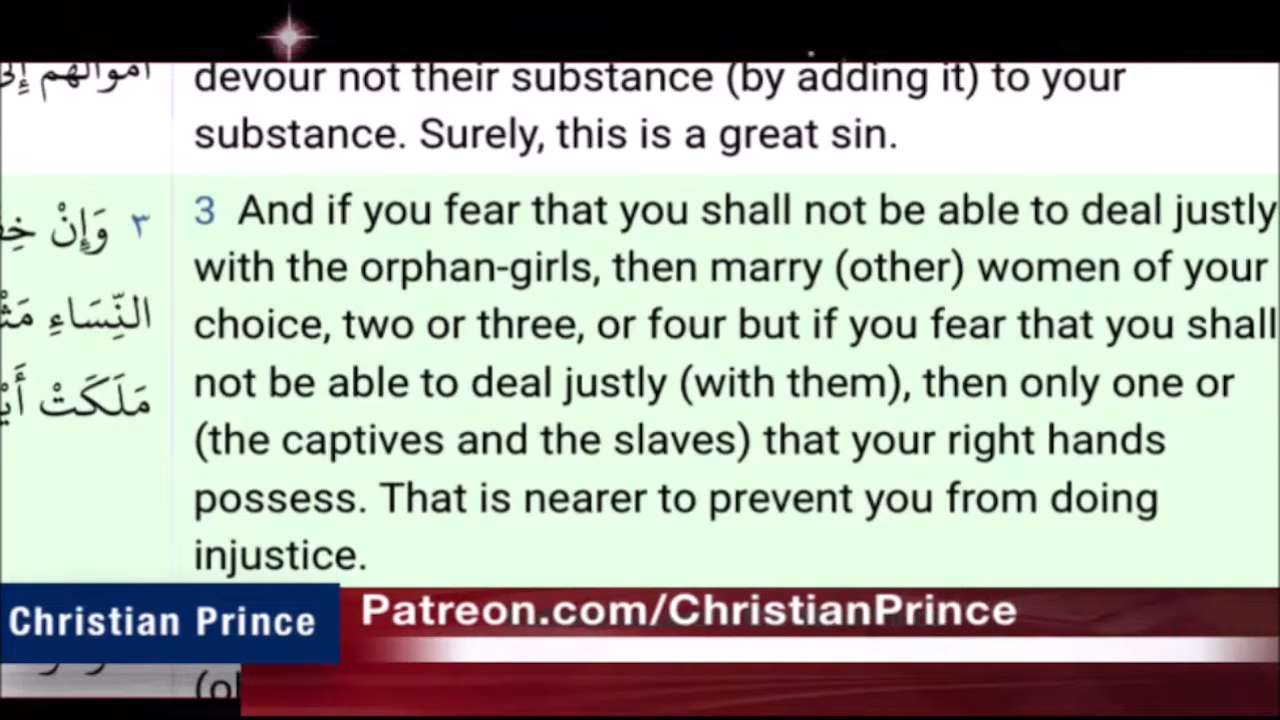 أموالهم إلى
devour not their substance (by adding it) to your
substance. Surely, this is a great sin.
٣ وَإِنْ
3 And if you fear that you shall not be able to deal justly
with the orphan-girls, then marry (other) women of your
النِّسَاءِ
choice, two or three, or four but if you fear that you shall
not be able to deal justly (with them), then only one or
مَلَكَتْ
(the captives and the slaves) that your right hands
possess. That is nearer to prevent you from doing
injustice.
Christian Prince
Patreon.com/ChristianPrince